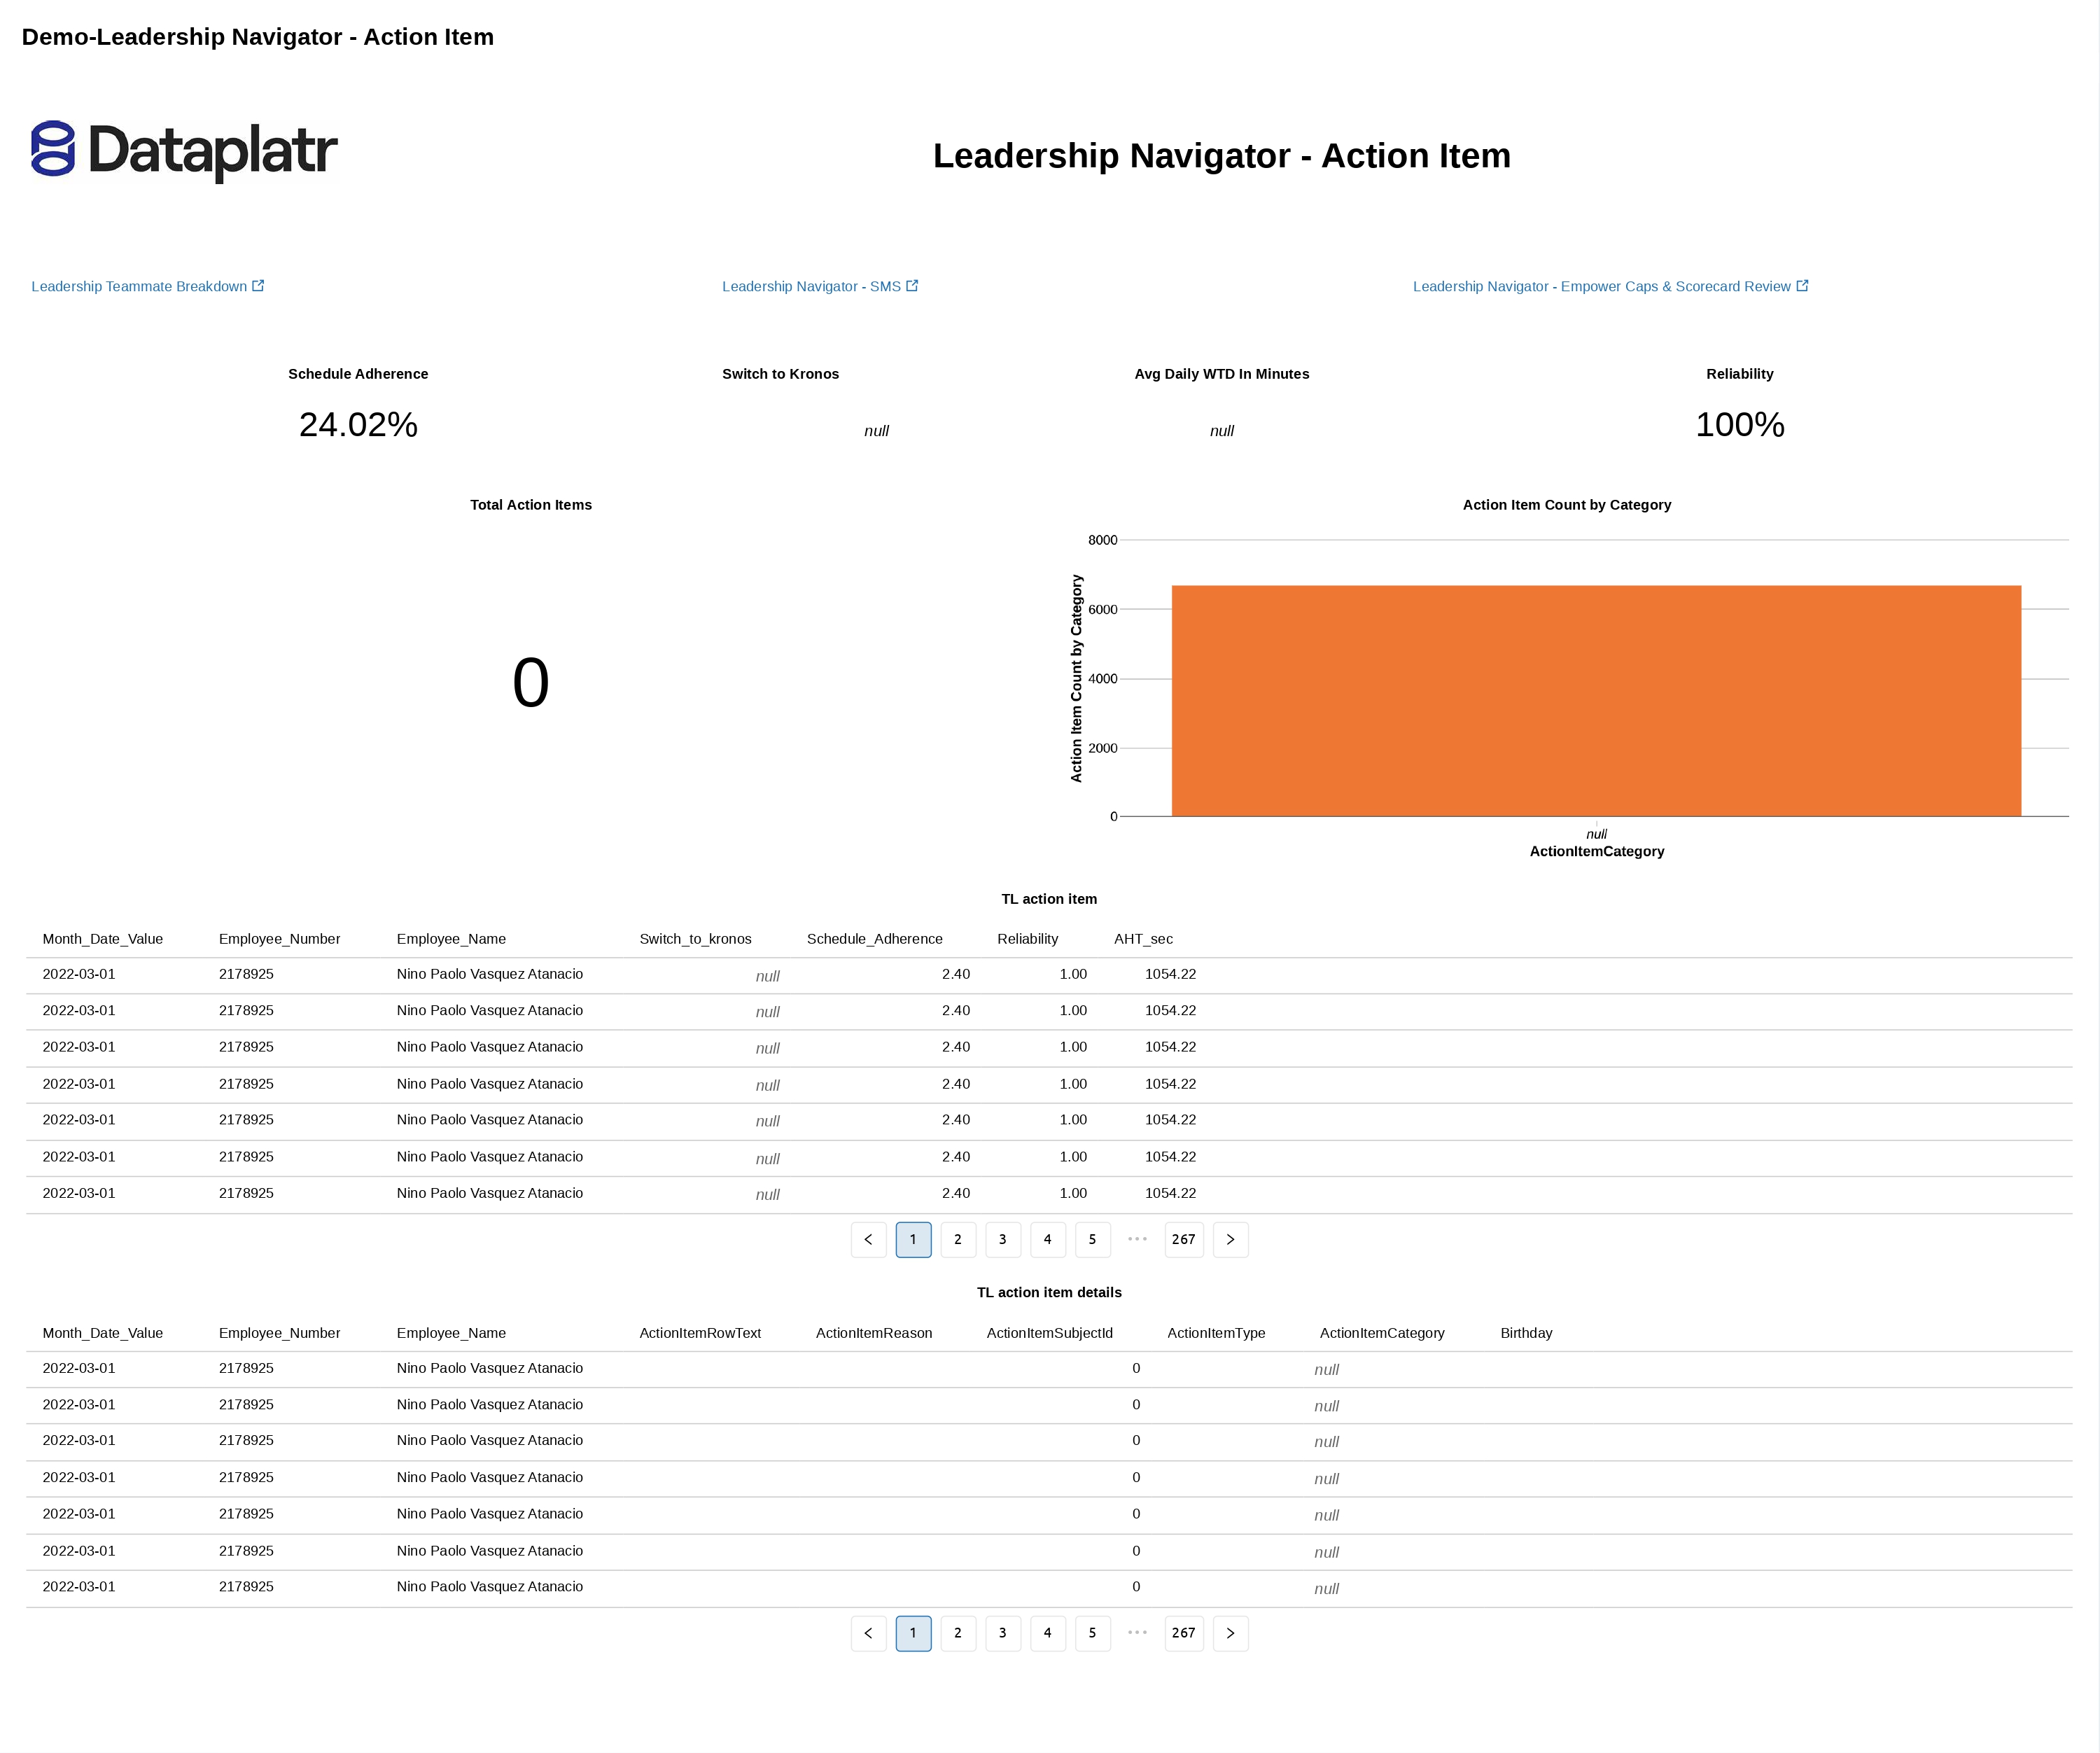 Demo-Leadership Navigator - Action Item
Dataplatr
Leadership Navigator - Action Item
Leadership Teammate Breakdown
Leadership Navigator - SMS
Leadership Navigator - Empower Caps & Scorecard Review
Schedule Adherence
24.02%
Switch to Kronos
null
Avg Daily WTD In Minutes
null
Reliability
100%
Total Action Items
0
Action Item Count by Category
Action Item Count by Category
8000
6000
4000
2000
0
null
ActionItemCategory
TL action item
Month_Date_Value Employee_Number Employee_Name Switch_to_kronos Schedule_Adherence Reliability AHT_sec
2022-03-01 2178925 Nino Paolo Vasquez Atanacio null 2.40 1.00 1054.22
2022-03-01 2178925 Nino Paolo Vasquez Atanacio null 2.40 1.00 1054.22
2022-03-01 2178925 Nino Paolo Vasquez Atanacio null 2.40 1.00 1054.22
2022-03-01 2178925 Nino Paolo Vasquez Atanacio null 2.40 1.00 1054.22
2022-03-01 2178925 Nino Paolo Vasquez Atanacio null 2.40 1.00 1054.22
2022-03-01 2178925 Nino Paolo Vasquez Atanacio null 2.40 1.00 1054.22
2022-03-01 2178925 Nino Paolo Vasquez Atanacio null 2.40 1.00 1054.22
< 1 2 3 4 5 ••• 267 >
TL action item details
Month_Date_Value Employee_Number Employee_Name ActionItemRowText ActionItemReason ActionItemSubjectId ActionItemType ActionItemCategory Birthday
2022-03-01 2178925 Nino Paolo Vasquez Atanacio 0 null
2022-03-01 2178925 Nino Paolo Vasquez Atanacio 0 null
2022-03-01 2178925 Nino Paolo Vasquez Atanacio 0 null
2022-03-01 2178925 Nino Paolo Vasquez Atanacio 0 null
2022-03-01 2178925 Nino Paolo Vasquez Atanacio 0 null
2022-03-01 2178925 Nino Paolo Vasquez Atanacio 0 null
2022-03-01 2178925 Nino Paolo Vasquez Atanacio 0 null
< 1 2 3 4 5 ••• 267 >